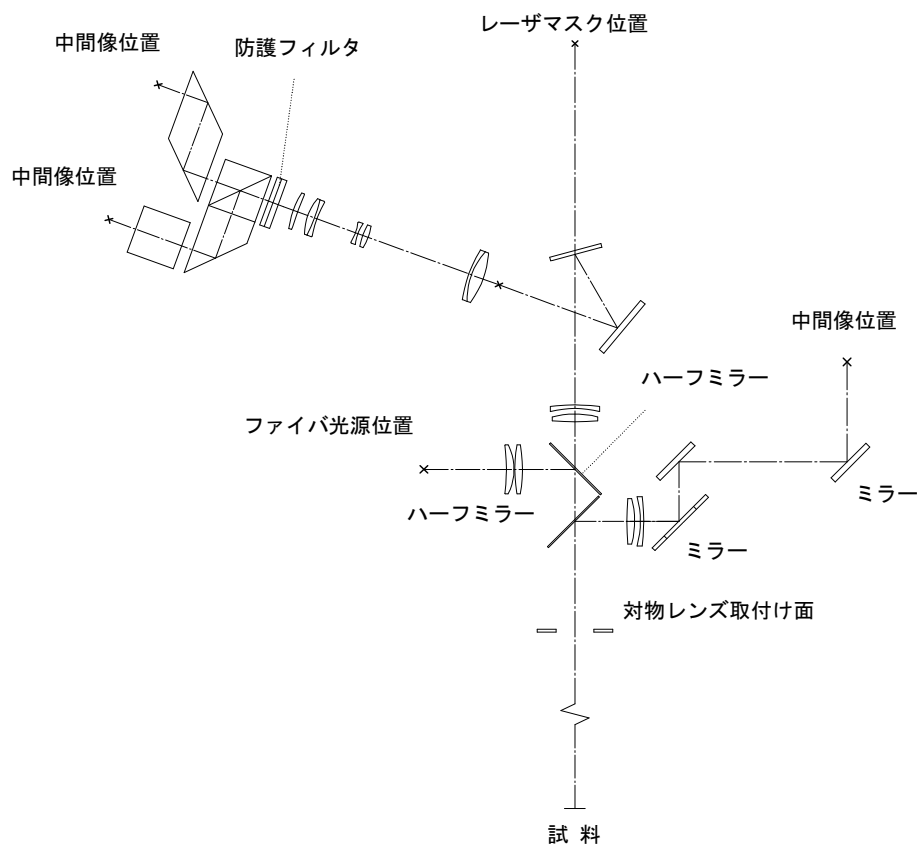 レーザマスク位置
中間像位置
防護フィルタ
中間像位置
中間像位置
ハーフミラー
ファイバ光源位置
ミラー
ハーフミラー
ミラー
対物レンズ取付け面
試 料